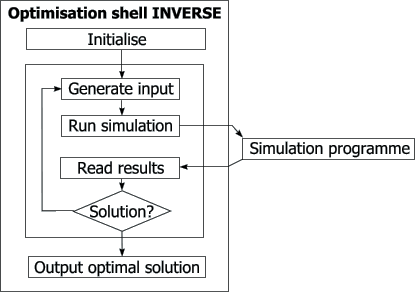 Optimisation shell INVERSE
Initialise
Generate input
Run simulation
Simulation programme
Read results
Solution?
Output optimal solution